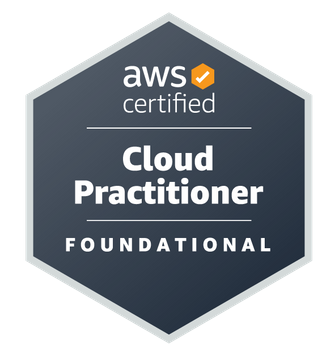 aws
certified
Cloud
Practitioner
FOUNDATIONAL